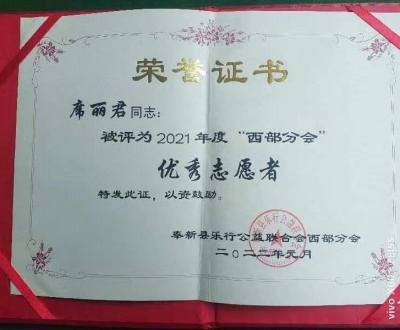 荣誉证书
席丽君同志：
被评为2021年度“西部分会”
优秀志愿者
特发此证，以资鼓励。
奉新县乐行公益联合会西部分会
二〇二二年元月
vivo